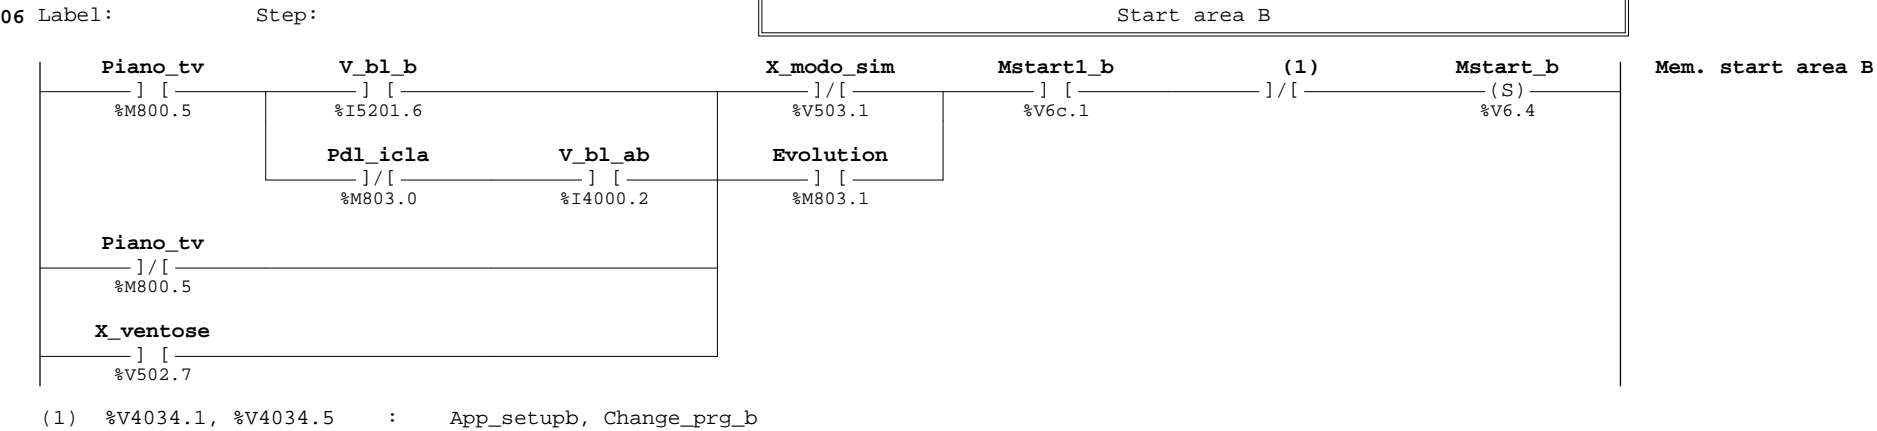 06 Label: Step: Start area B
Piano_tv V_bl_b X_modo_sim Mstart1_b (1) Mstart_b Mem. start area B
] [ ] [ ]/[ ] [ ]/[ (S)
%M800.5 %I5201.6 %V503.1 %V6c.1 %V6.4
Pdl_icla V_bl_ab Evolution
]/[ ] [ ] [
%M803.0 %I4000.2 %M803.1
Piano_tv
]/[
%M800.5
X_ventose
] [
%V502.7
(1) %V4034.1, %V4034.5 : App_setupb, Change_prg_b